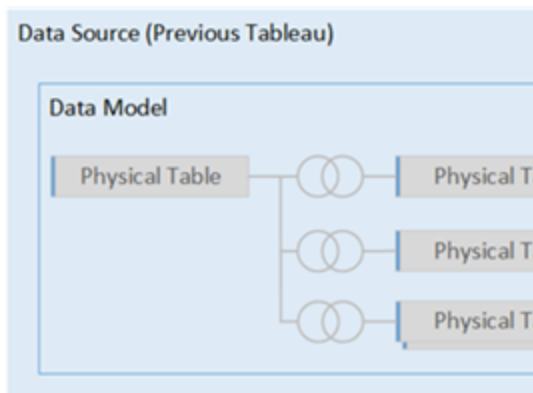 Data Source (Previous Tableau)
Data Model
Physical Table
Physical T
Physical T
Physical T